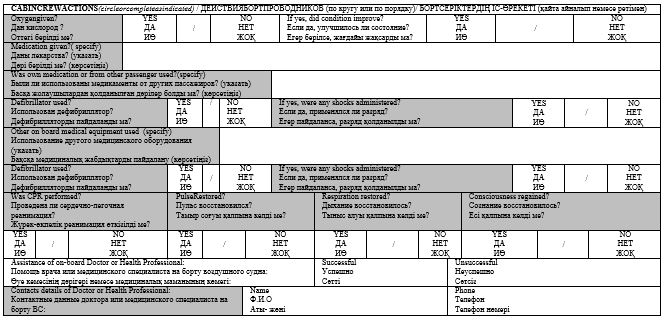 CABINCREWACTIONS(circleorcompleteasindicated) / ДЕЙСТВИЯБОРТПРОВОДНИКОВ (по кругу или по порядку)/ БОРТСЕРІКТЕРДІҢ ІС-ӘРЕКЕТІ (қайта айналып немесе ретімен)
Oxygengiven? YES / NO If yes, did condition improve? YES / NO
Дан кислород ? ДА НЕТ Если да, улучшилось ли состояние? ДА НЕТ
Оттегі берілді ме? ИӘ ЖОҚ Егер берілсе, жағдайы жақсарды ма? ИӘ ЖОҚ
Medication given?( specify)
Даны лекарства? (указать)
Дәрі берілді ме? (көрсетіңіз)
Was own medication or from other passenger used?(specify)
Были ли использованы медикаменты от других пассажиров? (указать)
Басқа жолаушылардан қолданылған дәрілер болды ма? (көрсетіңіз)
Defibrillator used? YES / NO If yes, were any shocks administered? YES / NO
Использован дефибриллятор? ДА НЕТ Если да, применялся ли разряд? ДА НЕТ
Дефибрилляторды пайдаланды ма? ИӘ ЖОҚ Егер пайдаланса, разряд қолданылды ма? ИӘ ЖОҚ
Other on board medical equipment used (specify)
Использование другого медицинского оборудования
(указать)
Басқса медициналық жабдықтарды пайдалану (көрсетіңіз)
Defibrillator used? YES / NO If yes, were any shocks administered? YES / NO
Использован дефибриллятор? ДА НЕТ Если да, применялся ли разряд? ДА НЕТ
Дефибрилляторды пайдаланды ма? ИӘ ЖОҚ Егер пайдаланса, разряд қолданылды ма? ИӘ ЖОҚ
Was CPR performed? PulseRestored? Respiration restored? Consciousness regained?
Проведена ли сердечно-легочная Пульс восстановился? Дыхание восстановилось? Сознание восстановилось?
реанимация? Тамыр соғуы қалпына келді ме? Тыныс алуы қалпына келді ме? Есі қалпына келді ме?
Жүрек-өкпелік реанимация өткізілді ме?
YES / NO YES / NO YES / NO YES / NO
ДА НЕТ ДА НЕТ ДА НЕТ ДА НЕТ
ИӘ ЖОҚ ИӘ ЖОҚ ИӘ ЖОҚ ИӘ ЖОҚ
Assistance of on-board Doctor or Health Professional: Successful Unsuccessful
Помощь врача или медицинского специалиста на борту воздушного судна: Успешно Неуспешно
Әуе кемесінің дәрігері немесе медициналық маманының көмегі: Сәтті Сәтсіз
Contacts details of Doctor or Health Professional: Name Phone
Контактные данные доктора или медицинского специалиста на Ф.И.О Телефон
борту ВС: Аты- жөні Телефон нөмері